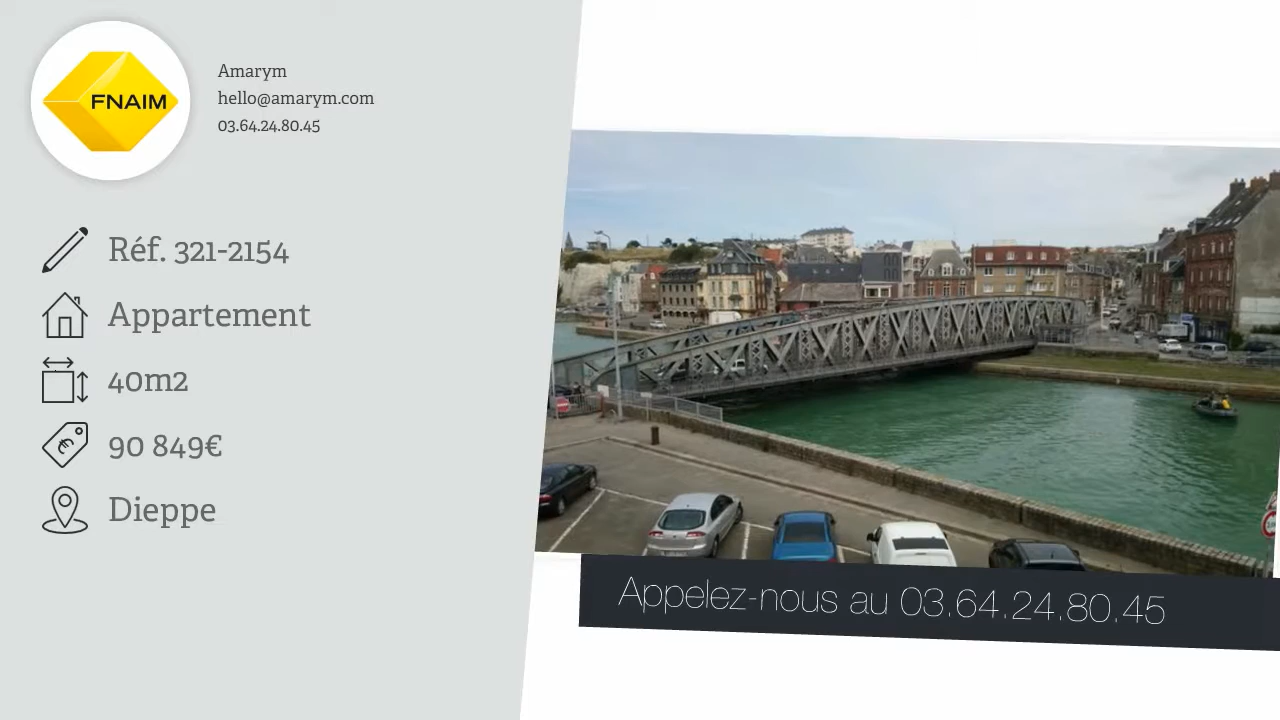 FNAIM
Amarym
hello@amarym.com
03.64.24.80.45
Réf. 321-2154
Appartement
40m2
90 849€
Dieppe
Appelez-nous au 03.64.24.80.45